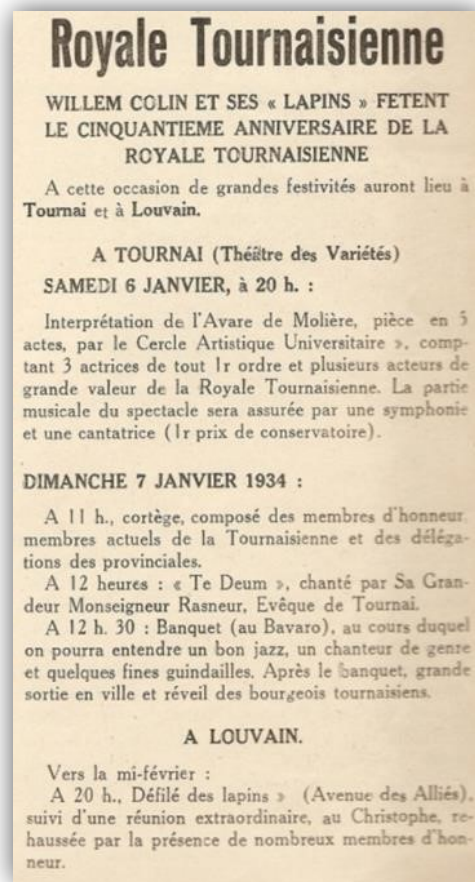 Royale Tournaisienne
WILLEM COLIN ET SES « LAPINS » FETENT
LE CINQUANTIEME ANNIVERSAIRE DE LA
ROYALE TOURNAISIENNE
A cette occasion de grandes festivités auront lieu à
Tournai et à Louvain.
A TOURNAI (Théâtre des Variétés)
SAMEDI 6 JANVIER, à 20 h. :
Interprétation de l'Avare de Molière, pièce en 5
actes, par le Cercle Artistique Universitaire », comp-
tant 3 actrices de tout 1r ordre et plusieurs acteurs de
grande valeur de la Royale Tournaisienne. La partie
musicale du spectacle sera assurée par une symphonie
et une cantatrice (1r prix de conservatoire).
DIMANCHE 7 JANVIER 1934 :
A 11 h., cortège, composé des membres d'honneur
membres actuels de la Tournaisienne et des déléga-
tions des provinciales.
A 12 heures : « Te Deum », chanté par Sa Gran-
deur Monseigneur Rasneur, Evêque de Tournai.
A 12 h. 30 : Banquet (au Bavaro), au cours duquel
on pourra entendre un bon jazz, un chanteur de genre
et quelques fines guindailles. Après le banquet, grande
sortie en ville et réveil des bourgeois tournaisiens.
A LOUVAIN.
Vers la mi-février :
A 20 h., Défilé des lapins » (Avenue des Alliés),
suivi d'une réunion extraordinaire, au Christophe, re-
haussée par la présence de nombreux membres d'hon-
neur.